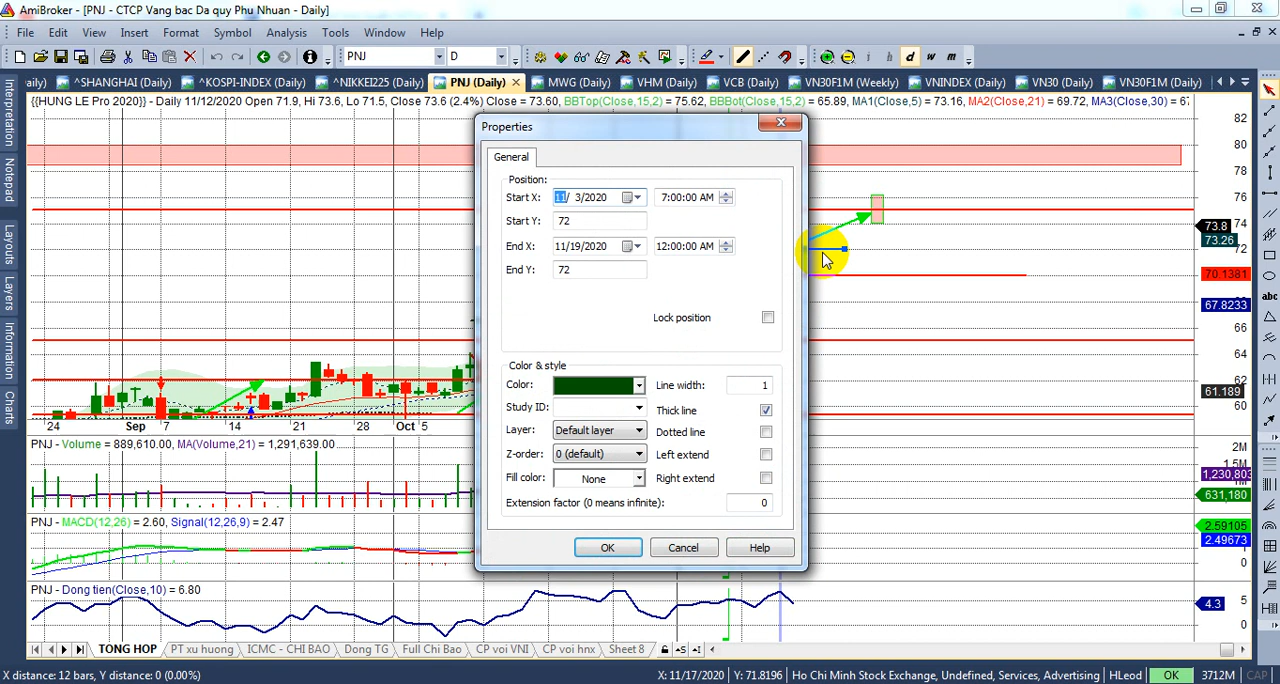 AmiBroker - [PNJ - CTCP Vang bac Da quy Phu Nhuan - Daily]
File Edit View Insert Format Symbol Analysis Tools Window Help
PNJ D
i h d w m
aily) ^SHANGHAI (Daily) ^KOSPI-INDEX (Daily) ^NIKKEI225 (Daily) PNJ (Daily) MWG (Daily) VHM (Daily) VCB (Daily) VN30F1M (Weekly) VNINDEX (Daily) VN30 (Daily) VN30F1M (Daily)
{{HUNG LE Pro 2020}} - Daily 11/12/2020 Open 71.9, Hi 73.6, Lo 71.5, Close 73.6 (2.4%) Close = 73.60, BBTop(Close,15,2) = 75.62, BBBot(Close,15,2) = 65.89, MA1(Close,5) = 73.16, MA2(Close,21) = 69.72, MA3(Close,30) = 67
Interpretation
Notepad
Layouts
Layers
Information
Charts
Properties
General
Position:
Start X: 11/ 3/2020 7:00:00 AM
Start Y: 72
End X: 11/19/2020 12:00:00 AM
End Y: 72
Lock position
Color & style
Color: Line width: 1
Study ID: Thick line
Layer: Default layer Dotted line
Z-order: 0 (default) Left extend
Fill color: None Right extend
Extension factor (0 means infinite): 0
OK Cancel Help
82
80
78
76
74
73.8
73.26
72
70.1381
67.8233
66
64
62
61.189
60
abc
24 Sep 7 14 21 28 Oct 5
PNJ - Volume = 889,610.00, MA(Volume,21) = 1,291,639.00
2M
1,230,803
1M
631,180
PNJ - MACD(12,26) = 2.60, Signal(12,26,9) = 2.47
2.59105
2.49673
0
PNJ - Dong tien(Close,10) = 6.80
4.3
5
0
TONG HOP PT xu huong ICMC - CHI BAO Dong TG Full Chi Bao CP voi VNI CP voi hnx Sheet 8
X distance: 12 bars, Y distance: 0 (0.00%) X: 11/17/2020 Y: 71.8196 Ho Chi Minh Stock Exchange, Undefined, Services, Advertising HLeod OK 3712M CAP